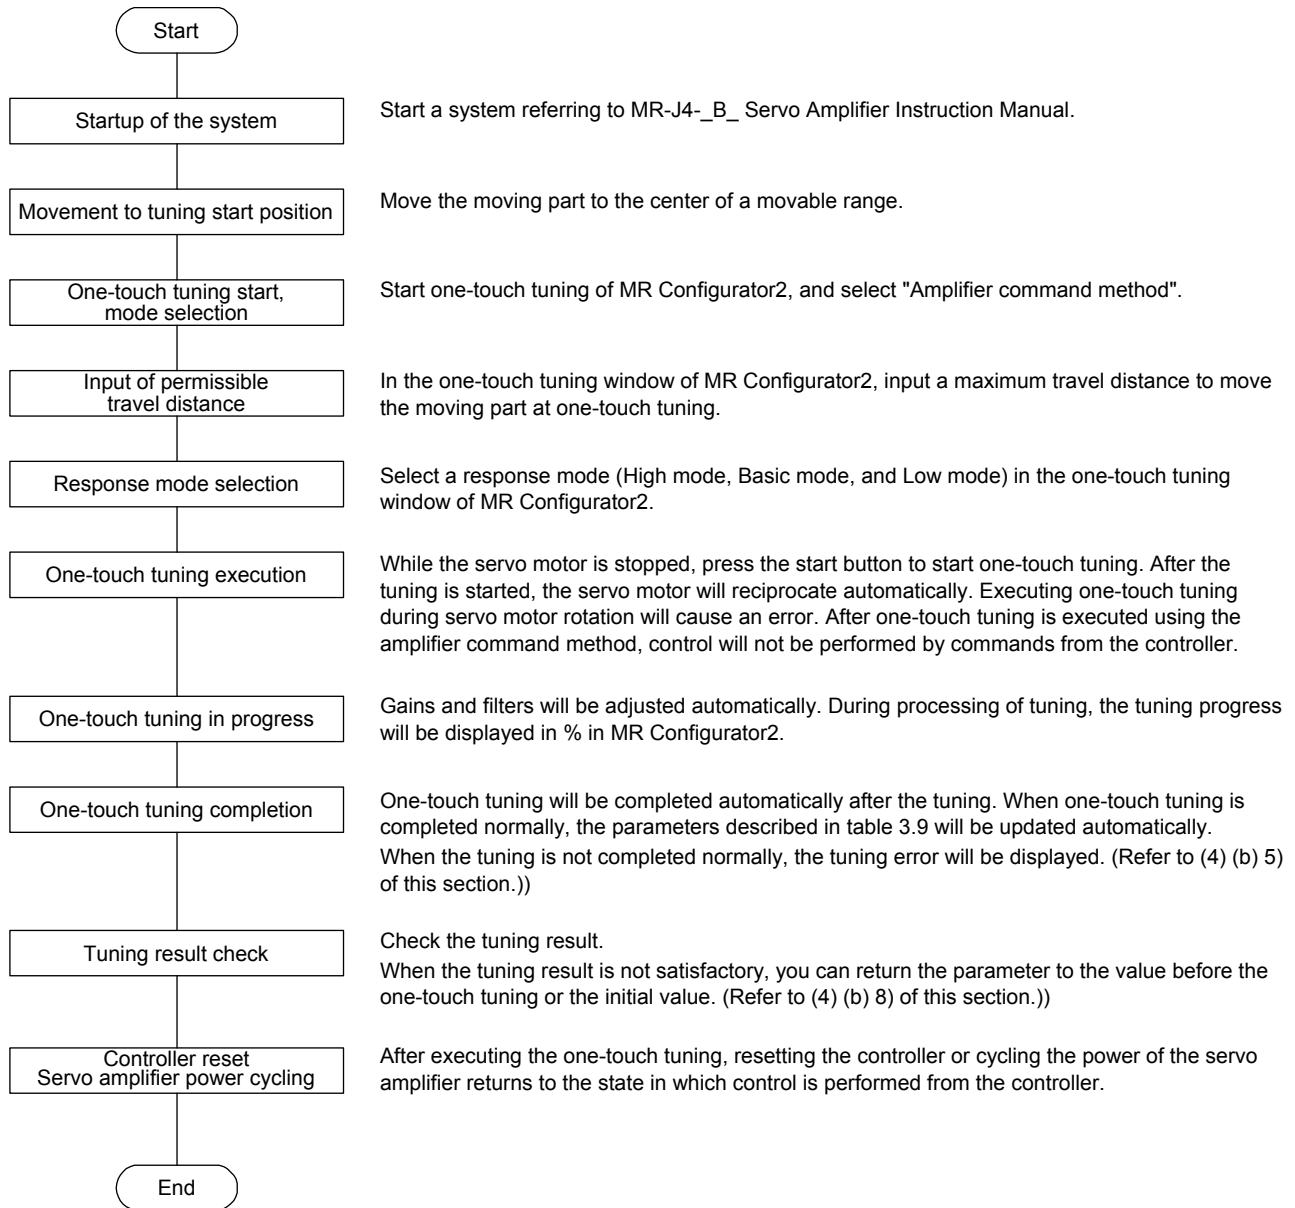 Start
Startup of the system
Start a system referring to MR-J4-_B_ Servo Amplifier Instruction Manual.
Movement to tuning start position
Move the moving part to the center of a movable range.
One-touch tuning start,
mode selection
Start one-touch tuning of MR Configurator2, and select "Amplifier command method".
Input of permissible
travel distance
In the one-touch tuning window of MR Configurator2, input a maximum travel distance to move
the moving part at one-touch tuning.
Response mode selection
Select a response mode (High mode, Basic mode, and Low mode) in the one-touch tuning
window of MR Configurator2.
One-touch tuning execution
While the servo motor is stopped, press the start button to start one-touch tuning. After the
tuning is started, the servo motor will reciprocate automatically. Executing one-touch tuning
during servo motor rotation will cause an error. After one-touch tuning is executed using the
amplifier command method, control will not be performed by commands from the controller.
One-touch tuning in progress
Gains and filters will be adjusted automatically. During processing of tuning, the tuning progress
will be displayed in % in MR Configurator2.
One-touch tuning completion
One-touch tuning will be completed automatically after the tuning. When one-touch tuning is
completed normally, the parameters described in table 3.9 will be updated automatically.
When the tuning is not completed normally, the tuning error will be displayed. (Refer to (4) (b) 5)
of this section.))
Tuning result check
Check the tuning result.
When the tuning result is not satisfactory, you can return the parameter to the value before the
one-touch tuning or the initial value. (Refer to (4) (b) 8) of this section.))
Controller reset
Servo amplifier power cycling
After executing the one-touch tuning, resetting the controller or cycling the power of the servo
amplifier returns to the state in which control is performed from the controller.
End